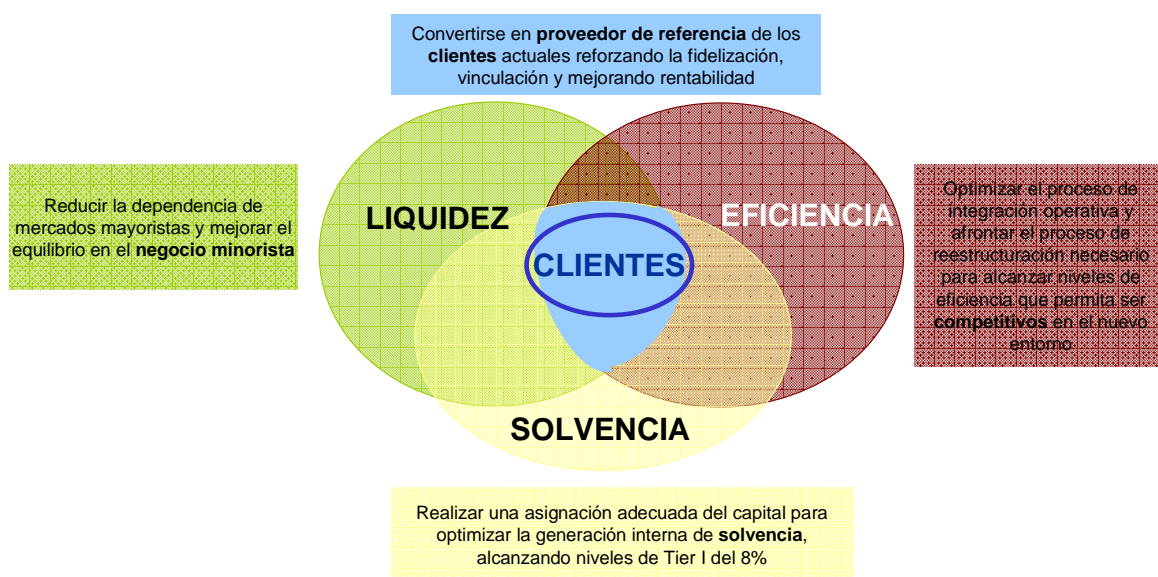 Convertirse en proveedor de referencia de los
clientes actuales reforzando la fidelización,
vinculación y mejorando rentabilidad
Reducir la dependencia de
mercados mayoristas y mejorar el
equilibrio en el negocio minorista
LIQUIDEZ
EFICIENCIA
CLIENTES
SOLVENCIA
Optimizar el proceso de
integración operativa y
afrontar el proceso de
reestructuración necesario
para alcanzar niveles de
eficiencia que permita ser
competitivos en el nuevo
entorno
Realizar una asignación adecuada del capital para
optimizar la generación interna de solvencia,
alcanzando niveles de Tier I del 8%